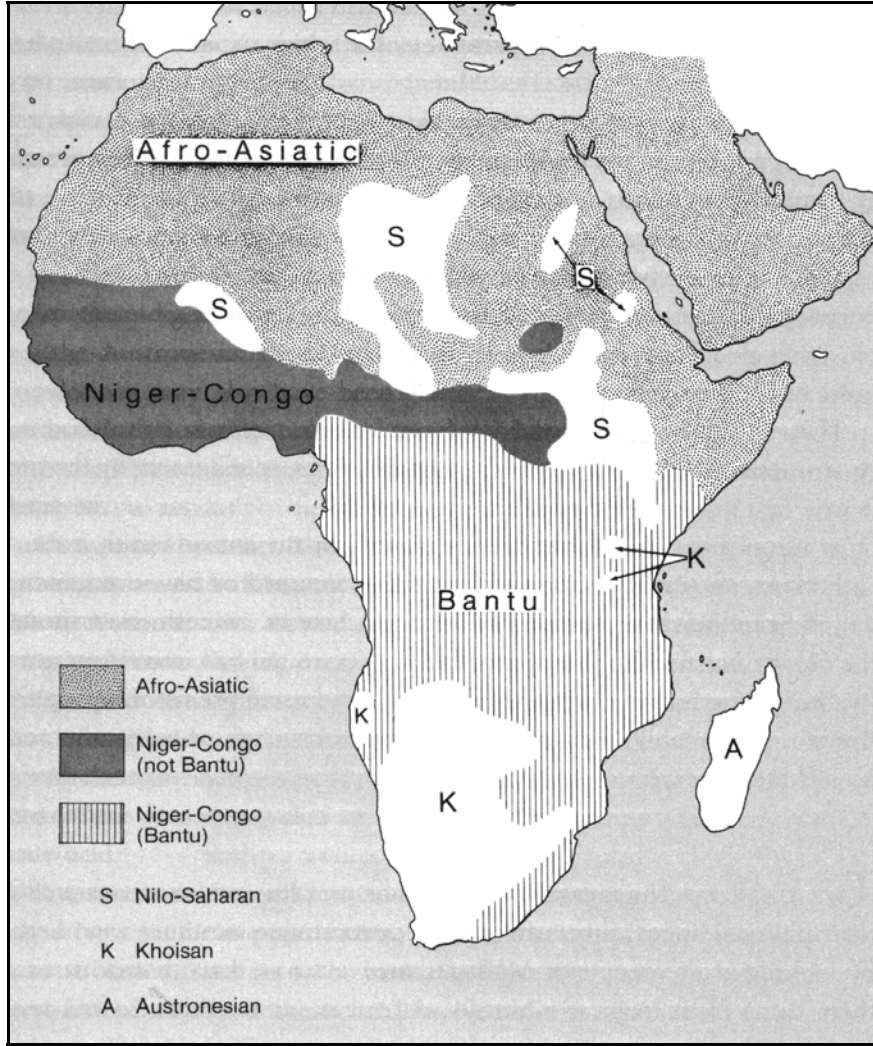 Afro-Asiatic
S
S
S
Niger-Congo
S
K
Bantu
K
A
K
Afro-Asiatic
Niger-Congo
(not Bantu)
Niger-Congo
(Bantu)
S Nilo-Saharan
K Khoisan
A Austronesian